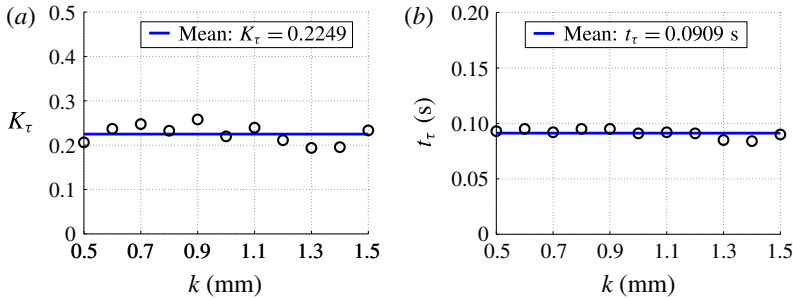 (a)
0.5
0.4
0.3
0.2
0.1
0
Kτ
Mean: Kτ = 0.2249
0.5 0.7 0.9 1.1 1.3 1.5
k (mm)
(b)
0.20
0.15
0.10
0.05
0
tτ (s)
Mean: tτ = 0.0909 s
0.5 0.7 0.9 1.1 1.3 1.5
k (mm)